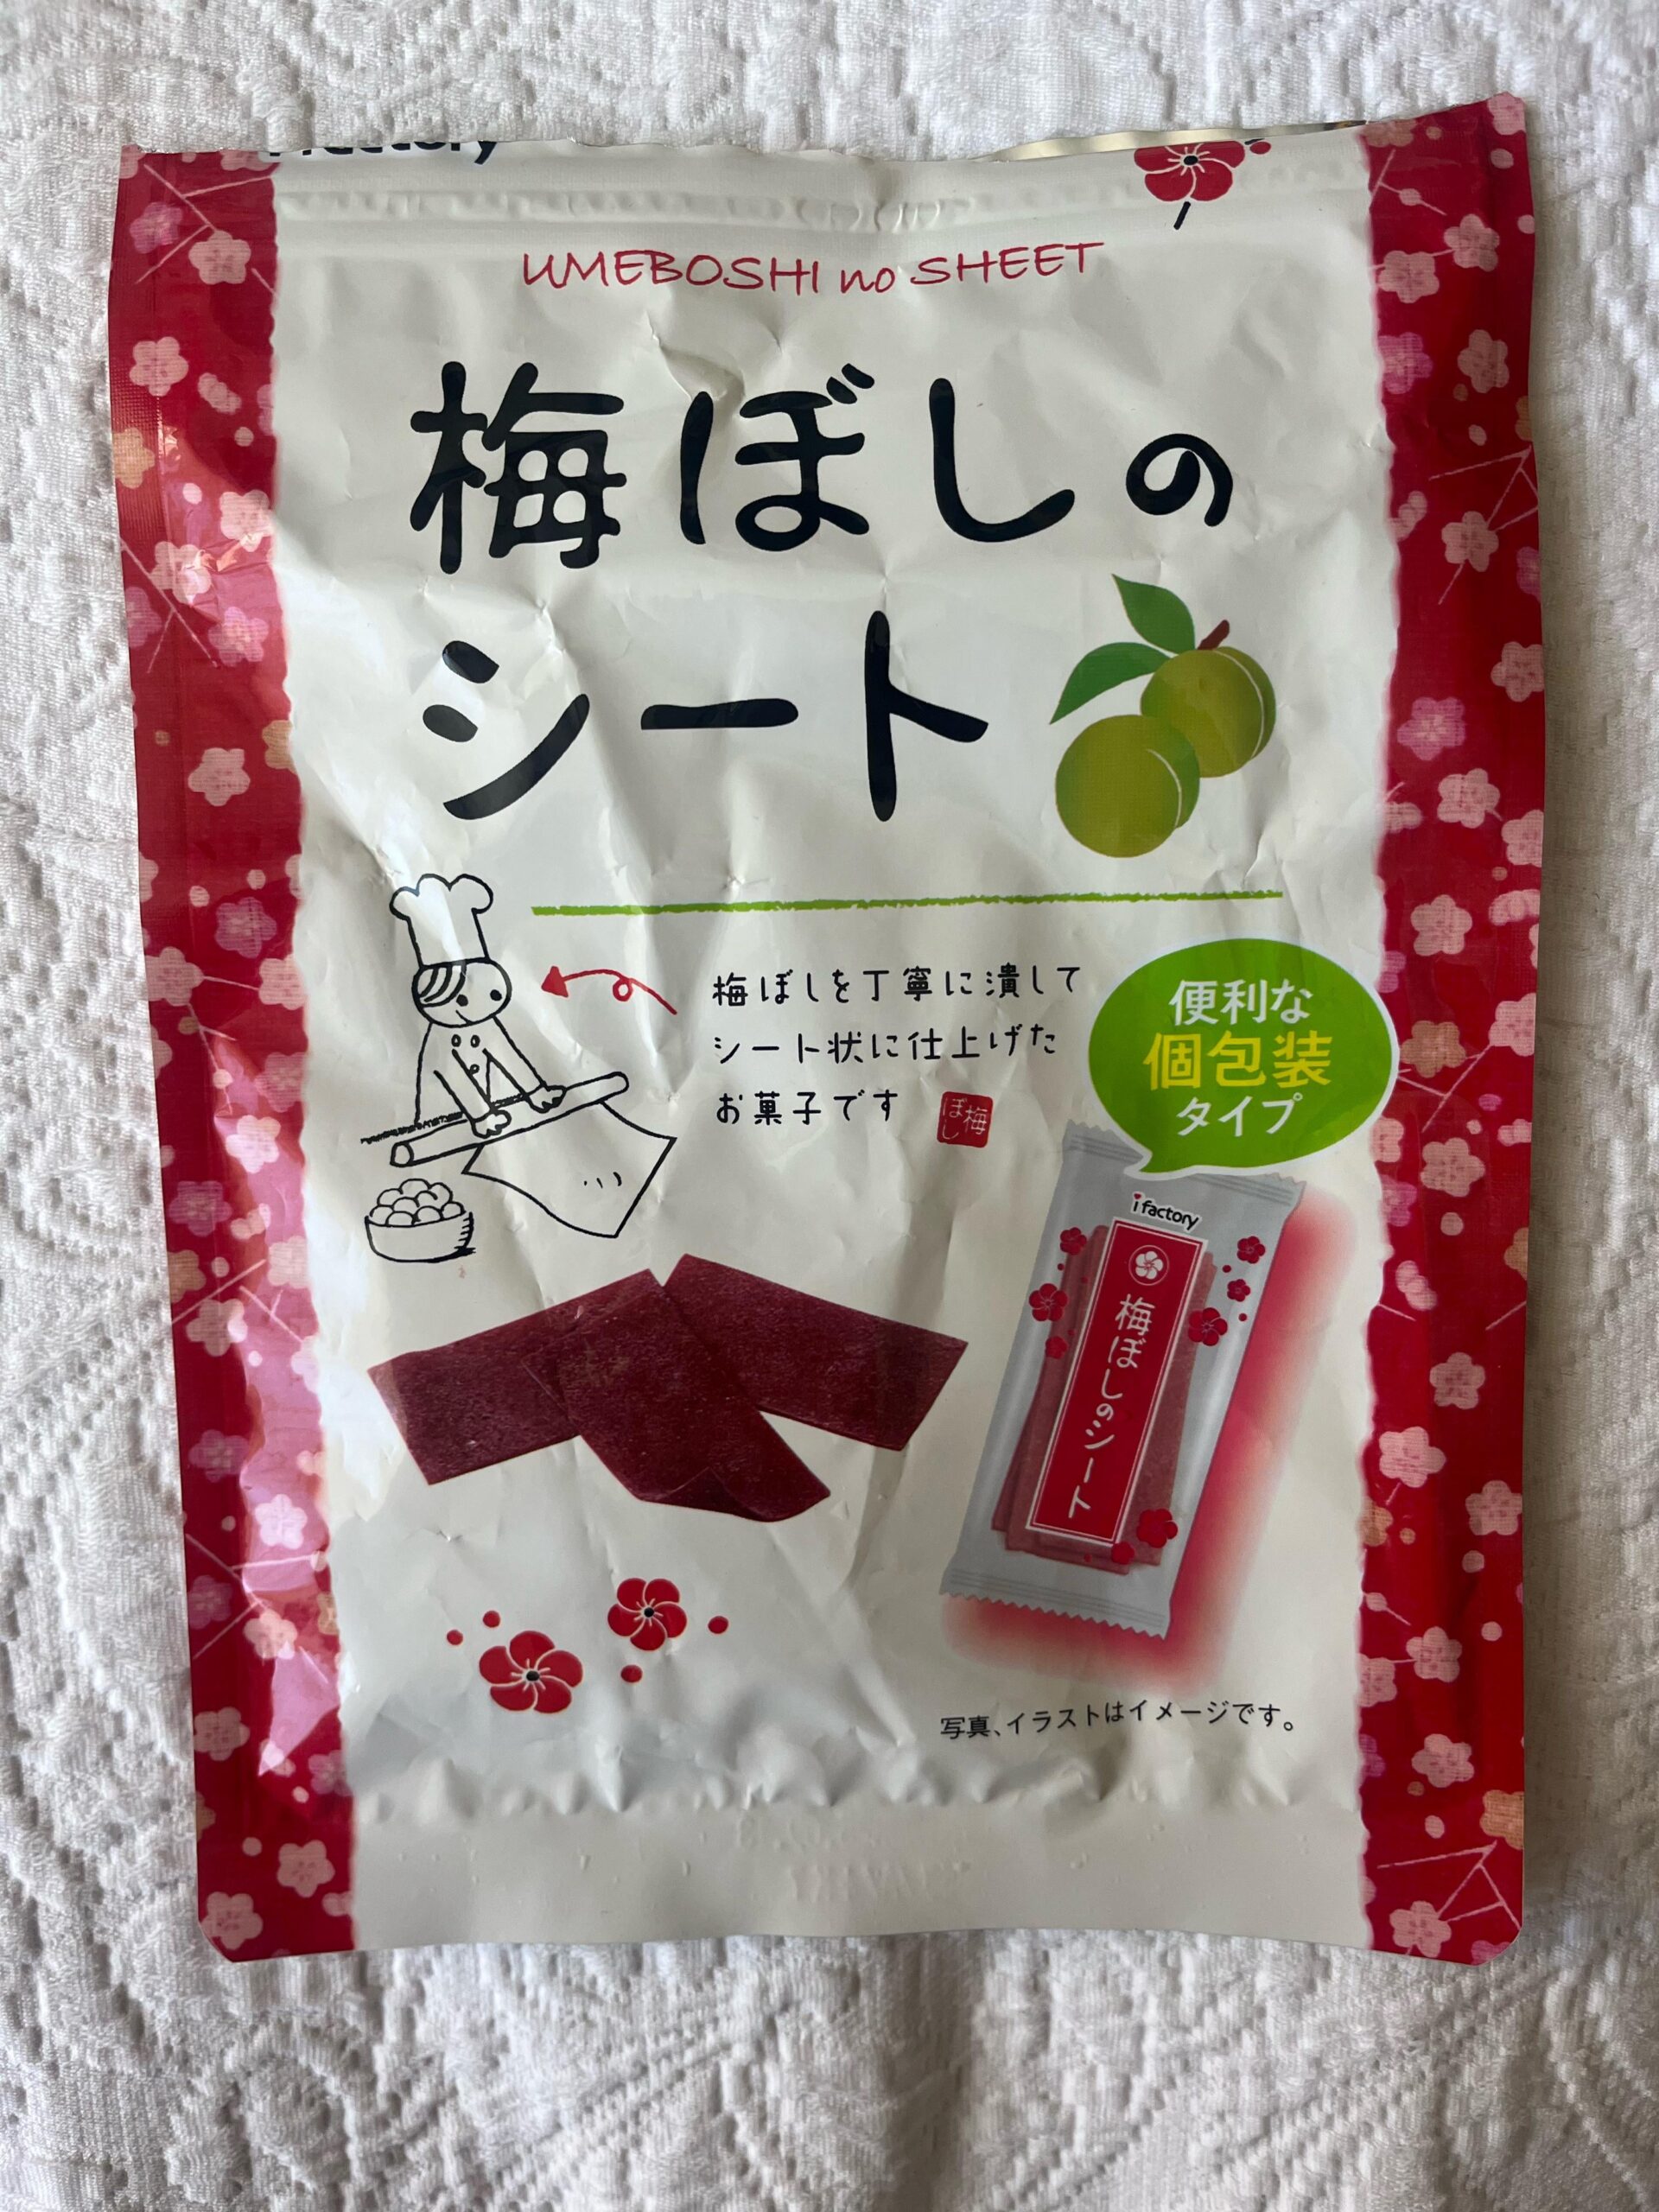 UMEBOSHI no SHEET
梅ぼしの
シート
梅ぼしを丁寧に潰して
シート状に仕上げた
お菓子です
梅ぼし
便利な
個包装
タイプ
i factory
梅ぼしのシート
写真、イラストはイメージです。